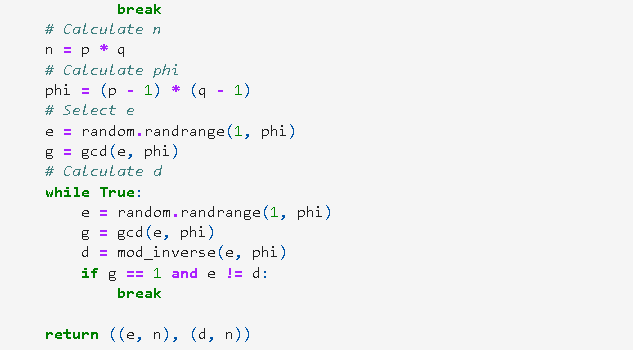 break
    # Calculate n
    n = p * q
    # Calculate phi
    phi = (p - 1) * (q - 1)
    # Select e
    e = random.randrange(1, phi)
    g = gcd(e, phi)
    # Calculate d
    while True:
        e = random.randrange(1, phi)
        g = gcd(e, phi)
        d = mod_inverse(e, phi)
        if g == 1 and e != d:
            break

    return ((e, n), (d, n))